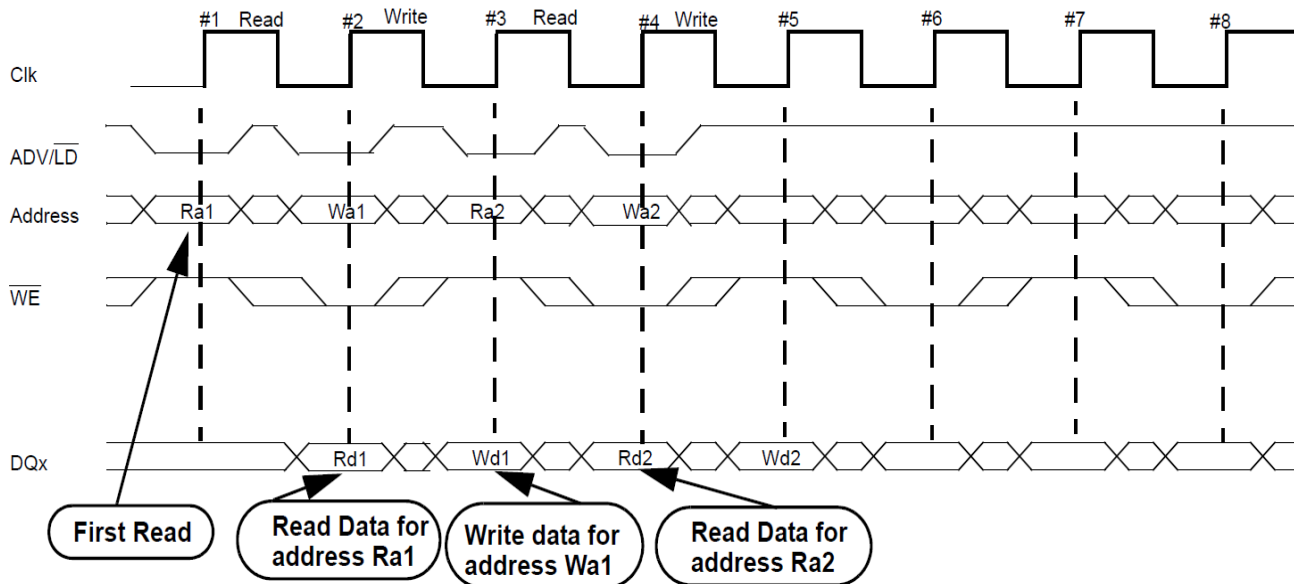 #1 Read #2 Write #3 Read #4 Write #5 #6 #7 #8
Clk
ADV/LD
Address Ra1 Wa1 Ra2 Wa2
WE
DQx Rd1 Wd1 Rd2 Wd2
First Read
Read Data for
address Ra1
Write data for
address Wa1
Read Data for
address Ra2